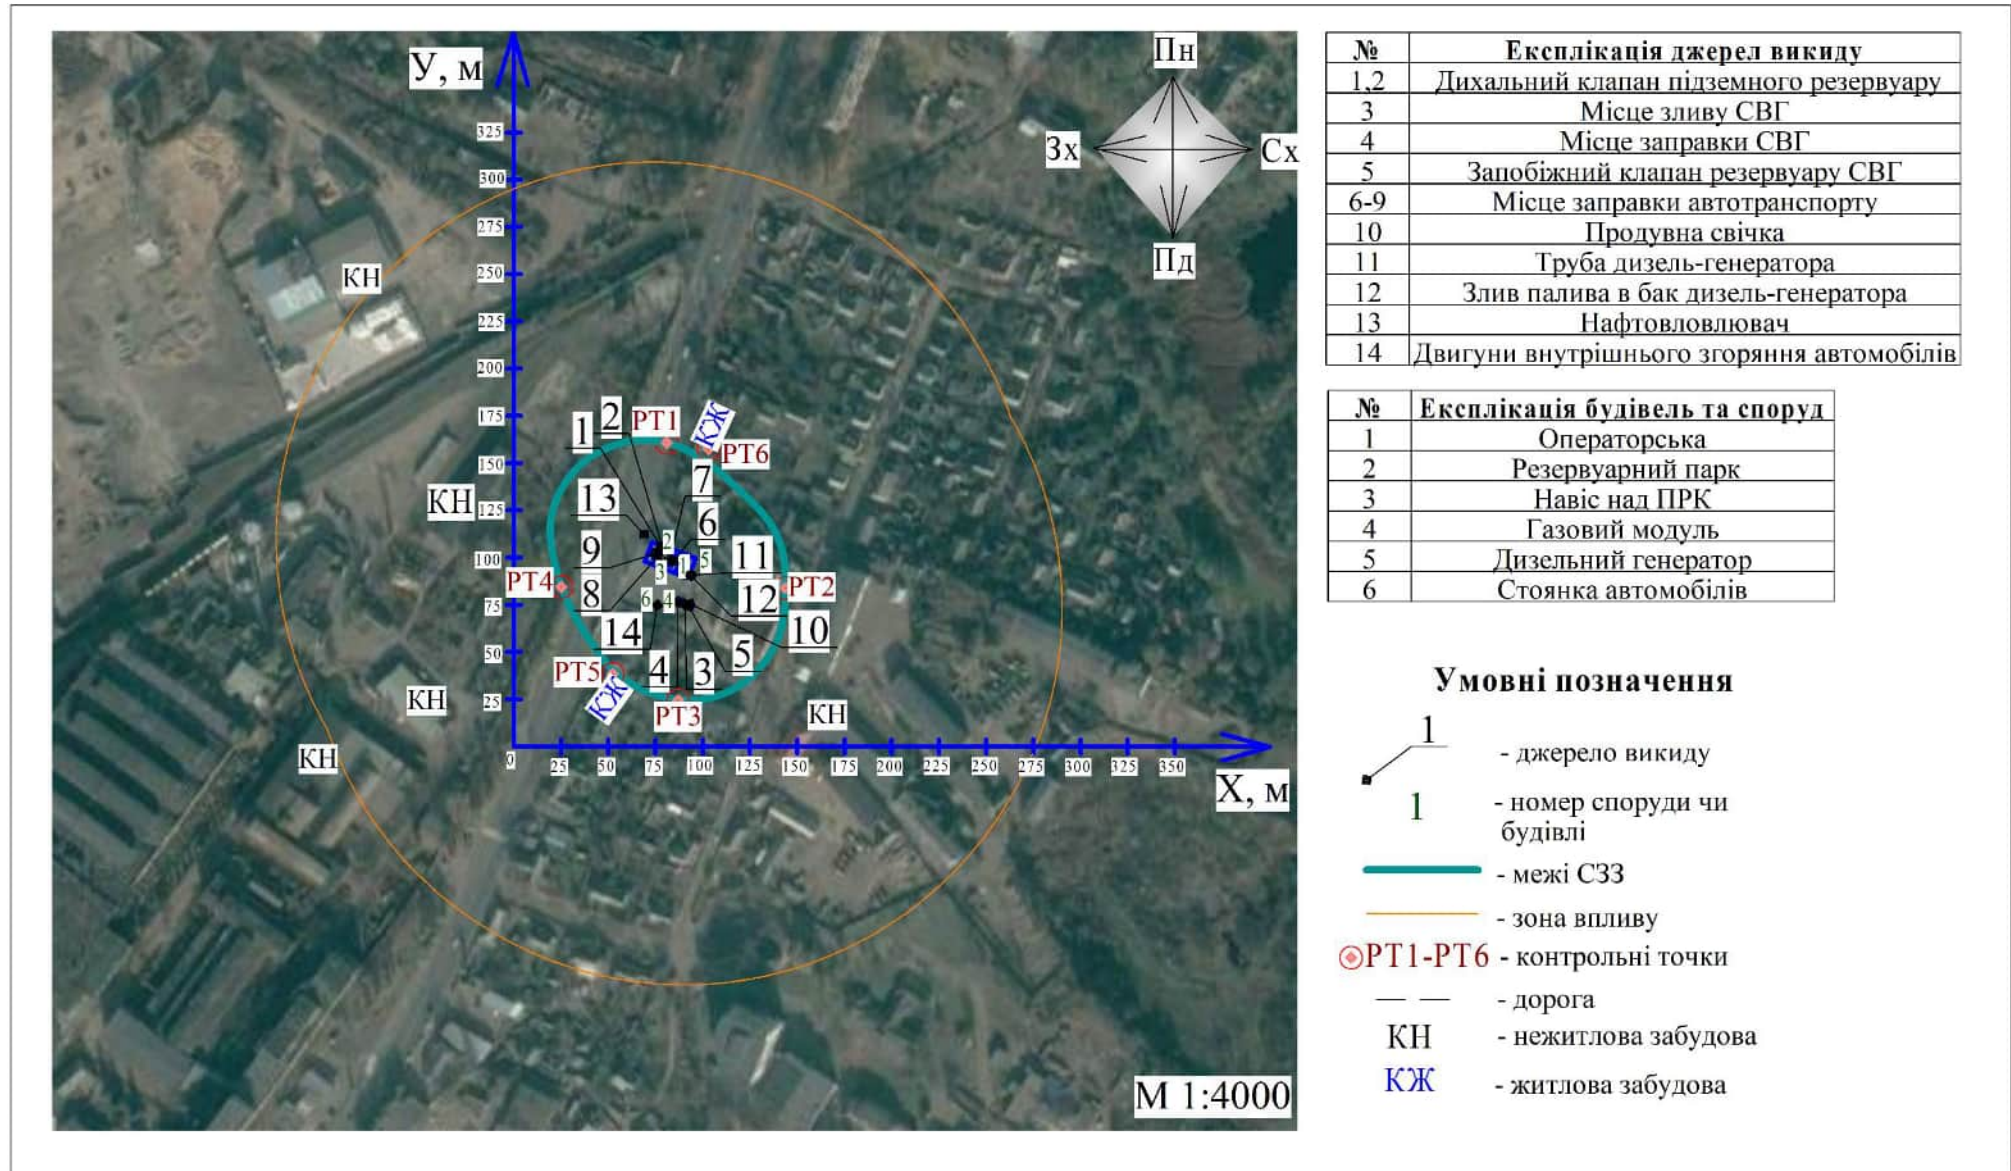 У, м
Пн
Зх
Сх
Пд
325
300
275
250
225
200
175
150
125
100
75
50
25
0
25
50
75
100
125
150
175
200
225
250
275
300
325
350
Х, м
КН
КН
КН
КН
КН
КЖ
КЖ
РТ1
РТ6
РТ2
РТ4
РТ5
РТ3
1
2
7
13
6
9
11
8
12
14
10
4
3
5
2
1
5
3
6
4
М 1:4000
№ Експлікація джерел викиду
1,2 Дихальний клапан підземного резервуару
3 Місце зливу СВГ
4 Місце заправки СВГ
5 Запобіжний клапан резервуару СВГ
6-9 Місце заправки автотранспорту
10 Продувна свічка
11 Труба дизель-генератора
12 Злив палива в бак дизель-генератора
13 Нафтовловлювач
14 Двигуни внутрішнього згоряння автомобілів
№ Експлікація будівель та споруд
1 Операторська
2 Резервуарний парк
3 Навіс над ПРК
4 Газовий модуль
5 Дизельний генератор
6 Стоянка автомобілів
Умовні позначення
1 - джерело викиду
1 - номер споруди чи
будівлі
- межі СЗЗ
- зона впливу
РТ1-РТ6 - контрольні точки
- дорога
КН - нежитлова забудова
КЖ - житлова забудова